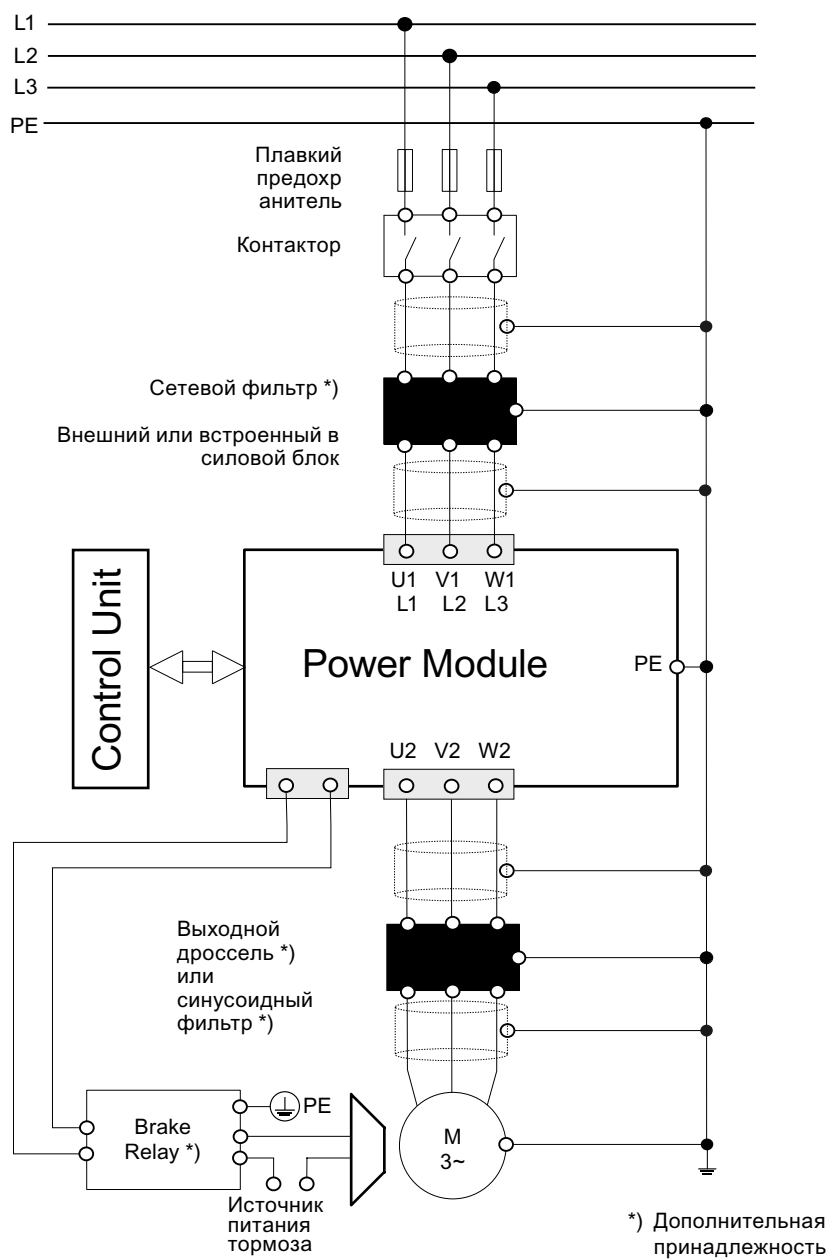 L1
L2
L3
PE
Плавкий
предохр
анитель
Контактор
Сетевой фильтр *)
Внешний или встроенный в
силовой блок
U1 V1 W1
L1 L2 L3
Control Unit
Power Module
PE
U2 V2 W2
Выходной
дроссель *)
или
синусоидный
фильтр *)
Brake
Relay *)
PE
M
3~
Источник
питания
тормоза
*) Дополнительная
принадлежность